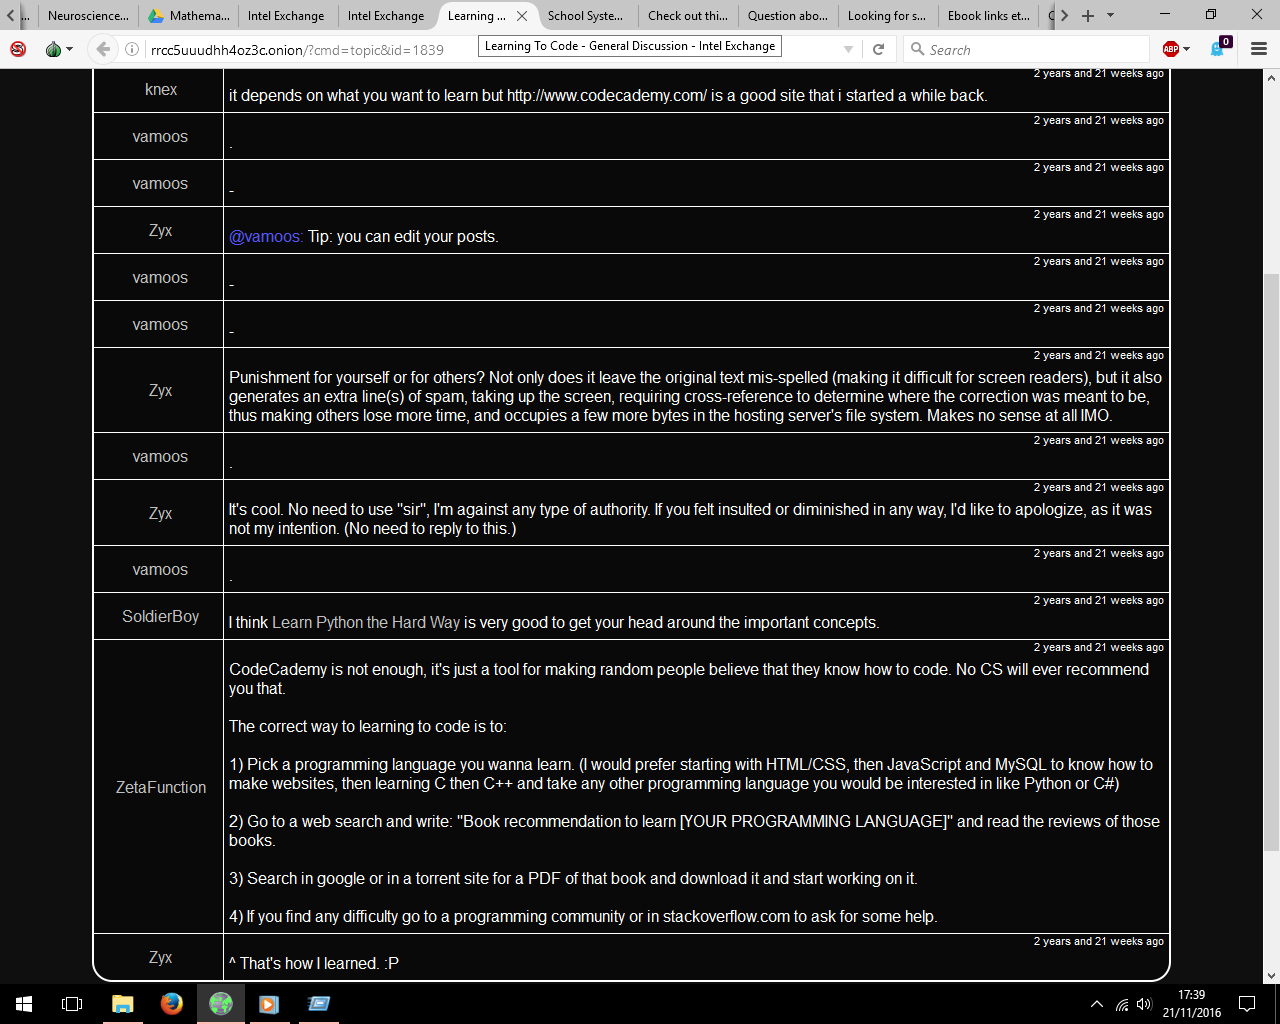 ...
Neuroscience...
Mathema...
Intel Exchange
Intel Exchange
Learning ...
School Syste...
Check out thi...
Question abo...
Looking for s...
Ebook links et...
rrcc5uuudhh4oz3c.onion/?cmd=topic&id=1839
Learning To Code - General Discussion - Intel Exchange
Search
ABP
0
2 years and 21 weeks ago
knex
it depends on what you want to learn but http://www.codecademy.com/ is a good site that i started a while back.
2 years and 21 weeks ago
vamoos
.
2 years and 21 weeks ago
vamoos
-
2 years and 21 weeks ago
Zyx
@vamoos: Tip: you can edit your posts.
2 years and 21 weeks ago
vamoos
-
2 years and 21 weeks ago
vamoos
-
2 years and 21 weeks ago
Zyx
Punishment for yourself or for others? Not only does it leave the original text mis-spelled (making it difficult for screen readers), but it also
generates an extra line(s) of spam, taking up the screen, requiring cross-reference to determine where the correction was meant to be,
thus making others lose more time, and occupies a few more bytes in the hosting server's file system. Makes no sense at all IMO.
2 years and 21 weeks ago
vamoos
.
2 years and 21 weeks ago
Zyx
It's cool. No need to use "sir", I'm against any type of authority. If you felt insulted or diminished in any way, I'd like to apologize, as it was
not my intention. (No need to reply to this.)
2 years and 21 weeks ago
vamoos
.
2 years and 21 weeks ago
SoldierBoy
I think Learn Python the Hard Way is very good to get your head around the important concepts.
2 years and 21 weeks ago
ZetaFunction
CodeCademy is not enough, it's just a tool for making random people believe that they know how to code. No CS will ever recommend
you that.
The correct way to learning to code is to:
1) Pick a programming language you wanna learn. (I would prefer starting with HTML/CSS, then JavaScript and MySQL to know how to
make websites, then learning C then C++ and take any other programming language you would be interested in like Python or C#)
2) Go to a web search and write: "Book recommendation to learn [YOUR PROGRAMMING LANGUAGE]" and read the reviews of those
books.
3) Search in google or in a torrent site for a PDF of that book and download it and start working on it.
4) If you find any difficulty go to a programming community or in stackoverflow.com to ask for some help.
2 years and 21 weeks ago
Zyx
^ That's how I learned. :P
17:39
21/11/2016